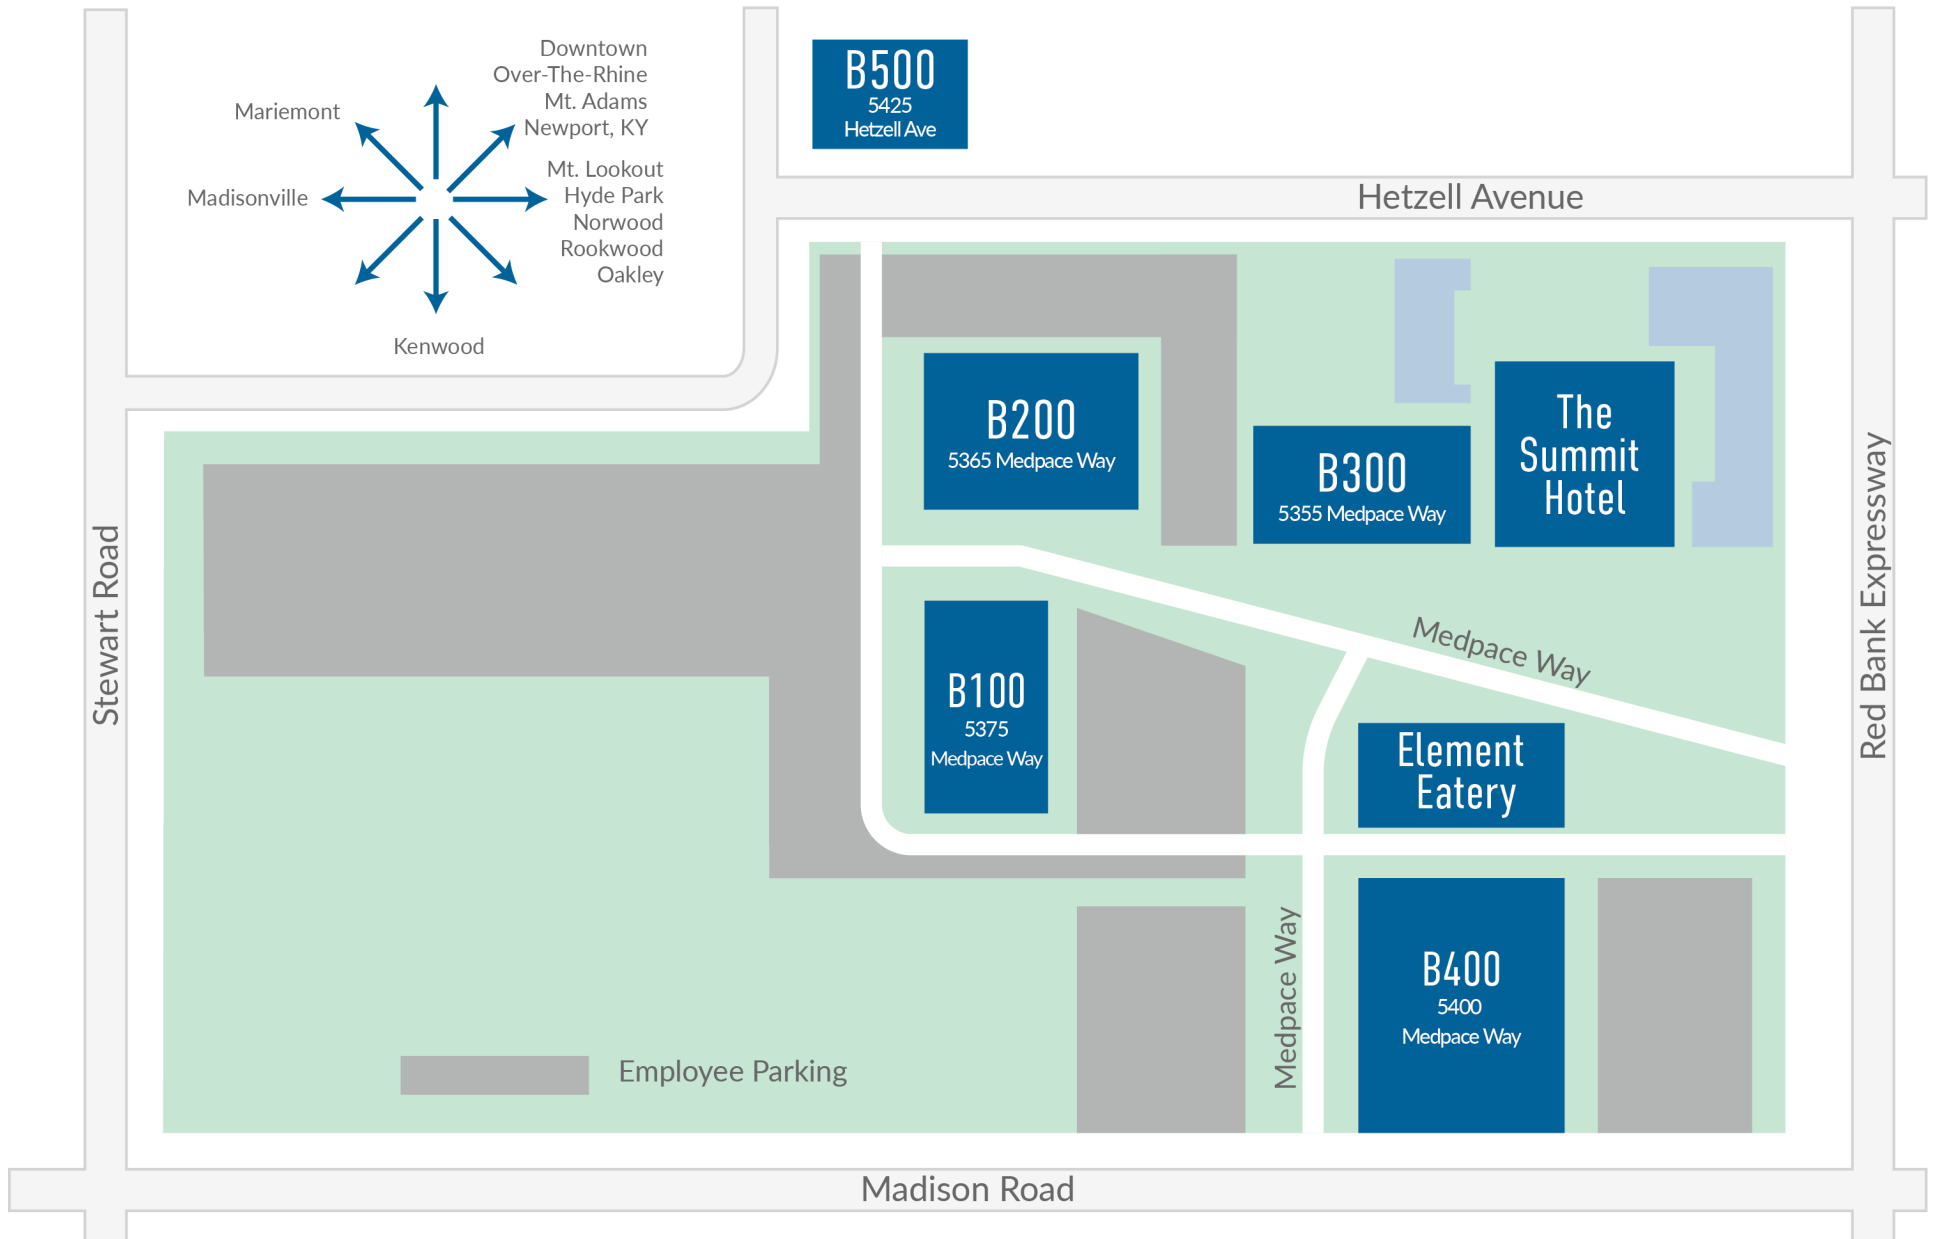 Downtown
Over-The-Rhine
Mt. Adams
Newport, KY
Mariemont
Mt. Lookout
Hyde Park
Norwood
Rookwood
Oakley
Madisonville
Kenwood
B500
5425
Hetzell Ave
Hetzell Avenue
B200
5365 Medpace Way
B300
5355 Medpace Way
The
Summit
Hotel
Stewart Road
Red Bank Expressway
Medpace Way
B100
5375
Medpace Way
Element
Eatery
Medpace Way
B400
5400
Medpace Way
Employee Parking
Madison Road